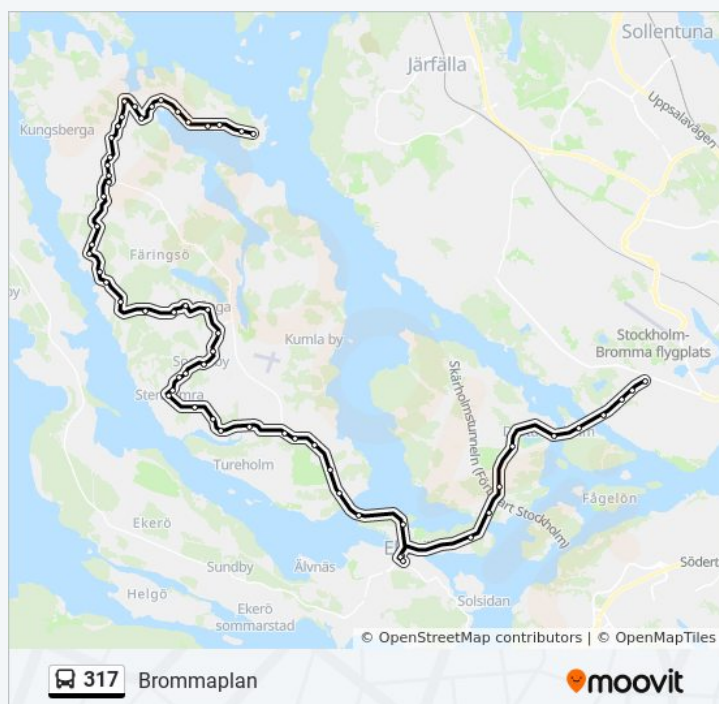 Sollentuna
Järfälla
Uppsalavägen
Kungsberga
Färingsö
Kumla by
Stockholm-
Bromma flygplats
Skärholmstunneln (Förbifart Stockholm)
Tureholm
Fågelön
Ekerö
Sundby
Älvnäs
Södert
Helgö
Ekerö
sommarstad
Solsidan
© OpenStreetMap contributors | © OpenMapTiles
317 Brommaplan
moovit